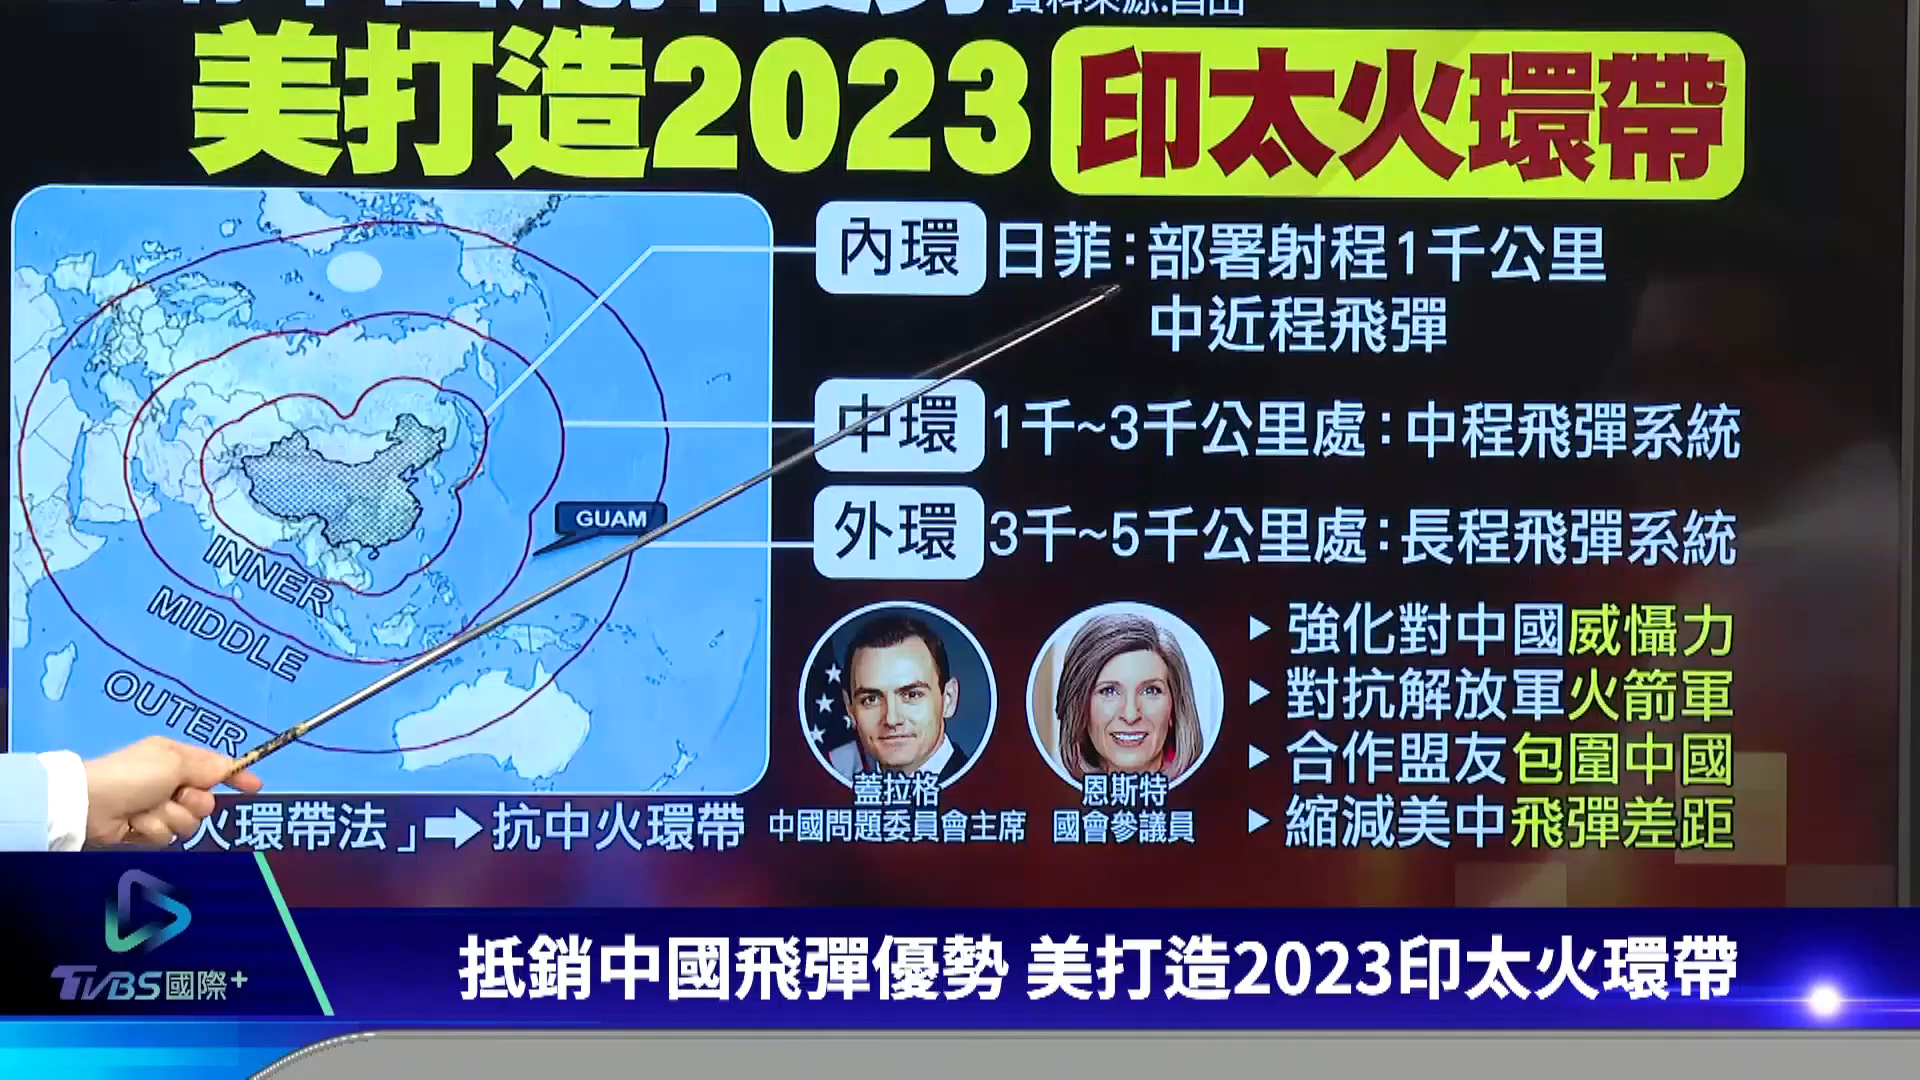 美打造2023 印太火環帶
內環 日菲：部署射程1千公里
中近程飛彈
中環 1千~3千公里處：中程飛彈系統
外環 3千~5千公里處：長程飛彈系統
GUAM
INNER
MIDDLE
OUTER
火環帶法」➡抗中火環帶
蓋拉格
中國問題委員會主席
恩斯特
國會參議員
▸強化對中國威懾力
▸對抗解放軍火箭軍
▸合作盟友包圍中國
▸縮減美中飛彈差距
TVBS國際+
抵銷中國飛彈優勢 美打造2023印太火環帶